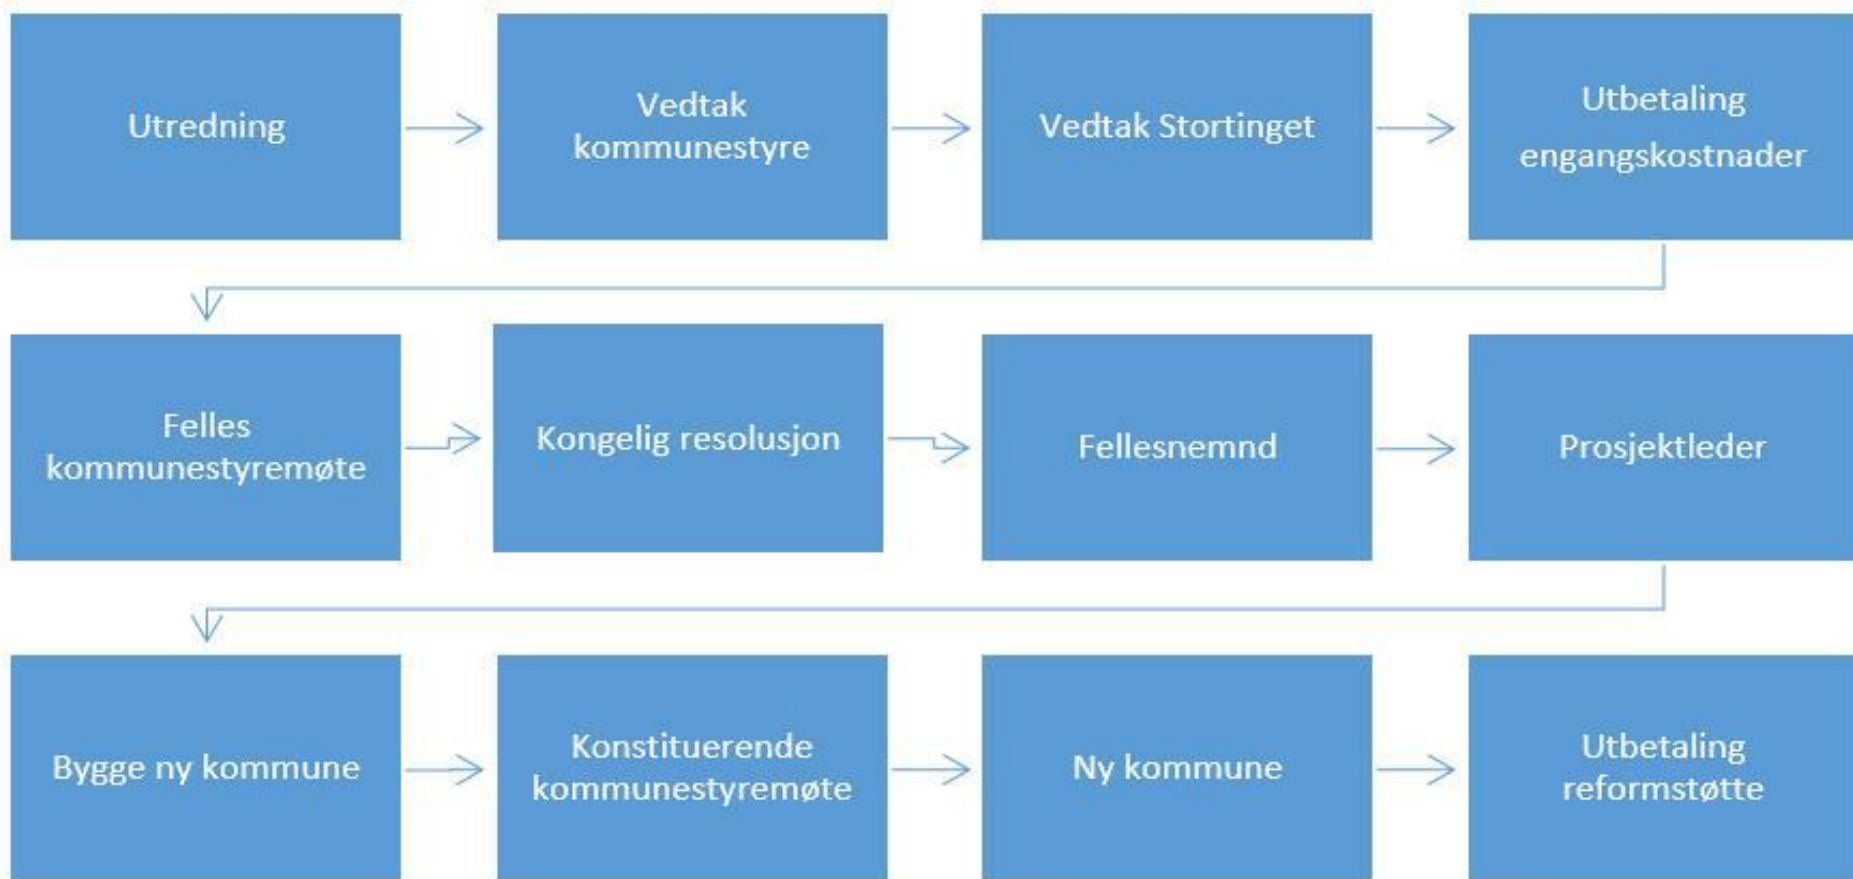 Utredning
Vedtak
kommunestyre
Vedtak Stortinget
Utbetaling
engangskostnader
Felles
kommunestyremøte
Kongelig resolusjon
Fellesnemnd
Prosjektleder
Bygge ny kommune
Konstituerende
kommunestyremøte
Ny kommune
Utbetaling
reformstøtte